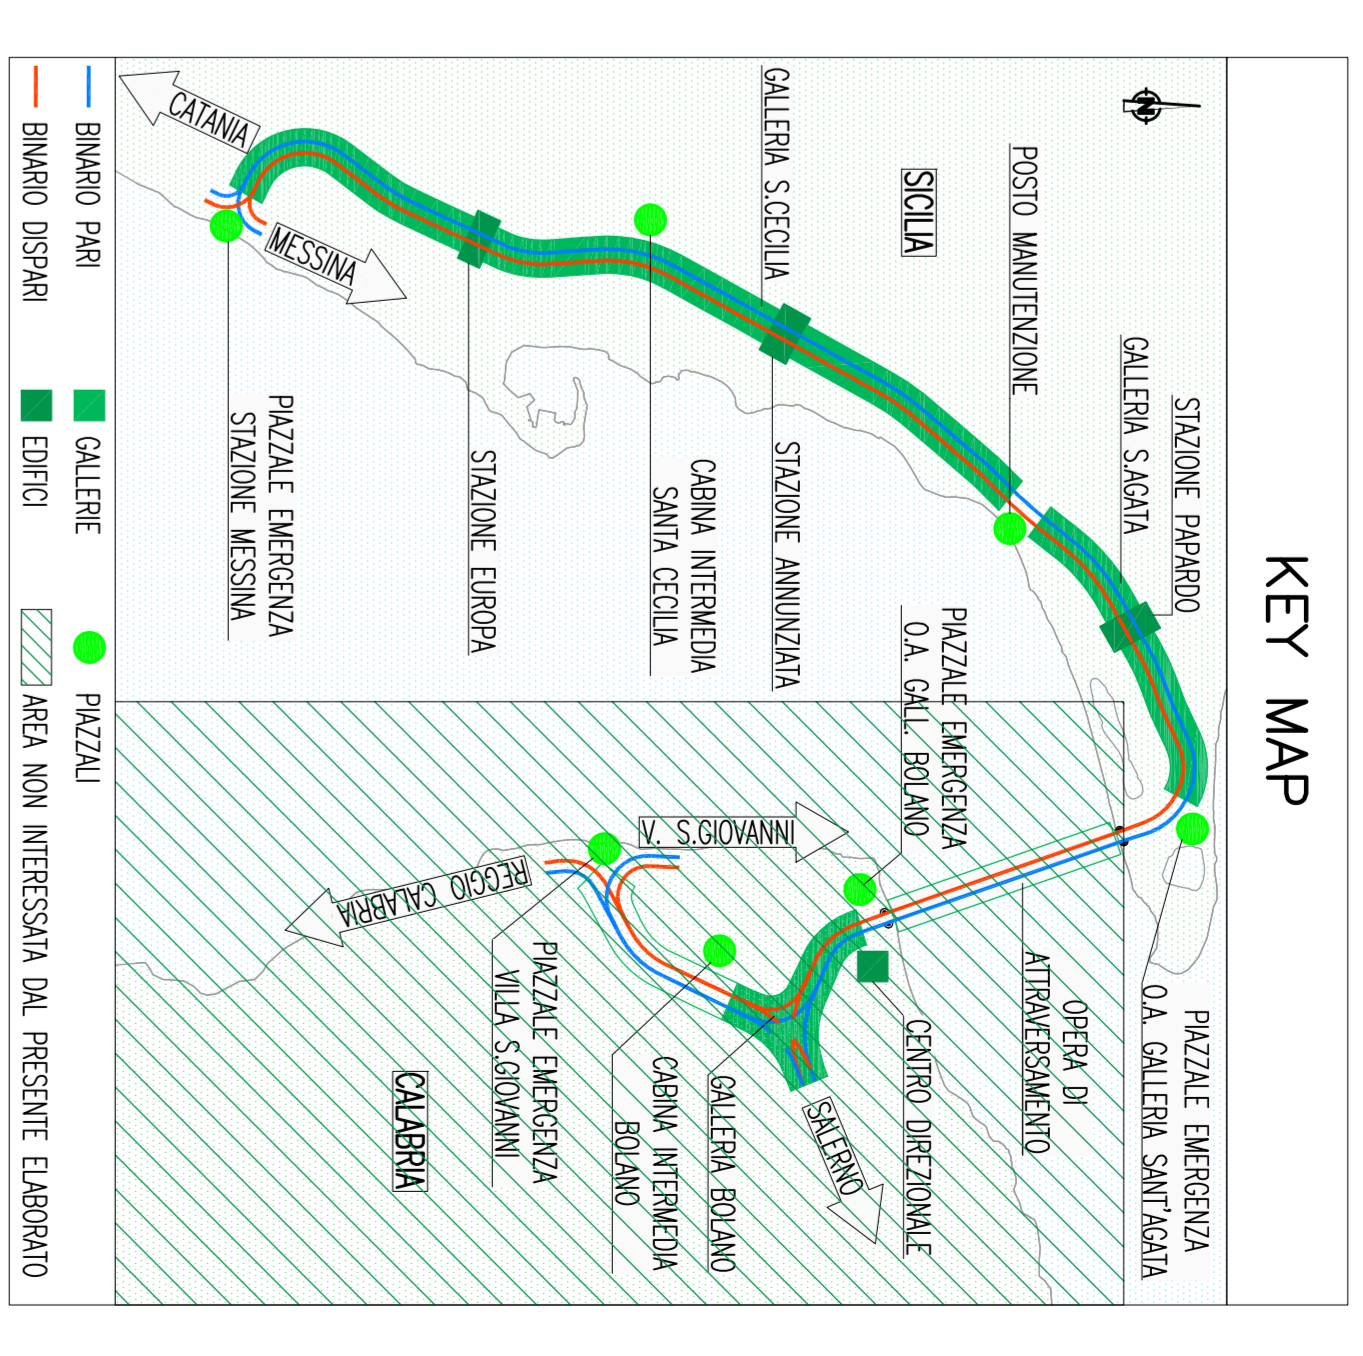 KEY MAP
N
STAZIONE PAPARDO
GALLERIA S.AGATA
POSTO MANUTENZIONE
SICILIA
GALLERIA S.CECILIA
CATANIA
MESSINA
PIAZZALE EMERGENZA
O.A. GALLERIA SANT'AGATA
OPERA DI
ATTRAVERSAMENTO
PIAZZALE EMERGENZA
O.A. GALL. BOLANO
CENTRO DIREZIONALE
SALERNO
STAZIONE ANNUNZIATA
CABINA INTERMEDIA
SANTA CECILIA
STAZIONE EUROPA
PIAZZALE EMERGENZA
STAZIONE MESSINA
V. S.GIOVANNI
REGGIO CALABRIA
GALLERIA BOLANO
CABINA INTERMEDIA
BOLANO
PIAZZALE EMERGENZA
VILLA S.GIOVANNI
CALABRIA
BINARIO PARI
GALLERIE
PIAZZALI
BINARIO DISPARI
EDIFICI
AREA NON INTERESSATA DAL PRESENTE ELABORATO